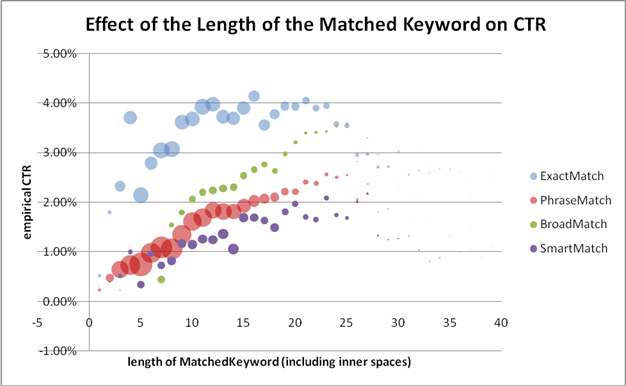 Effect of the Length of the Matched Keyword on CTR
5.00%
4.00%
3.00%
2.00%
1.00%
0.00%
-1.00%
empirical CTR
-5 0 5 10 15 20 25 30 35 40
length of MatchedKeyword (including inner spaces)
ExactMatch
PhraseMatch
BroadMatch
SmartMatch